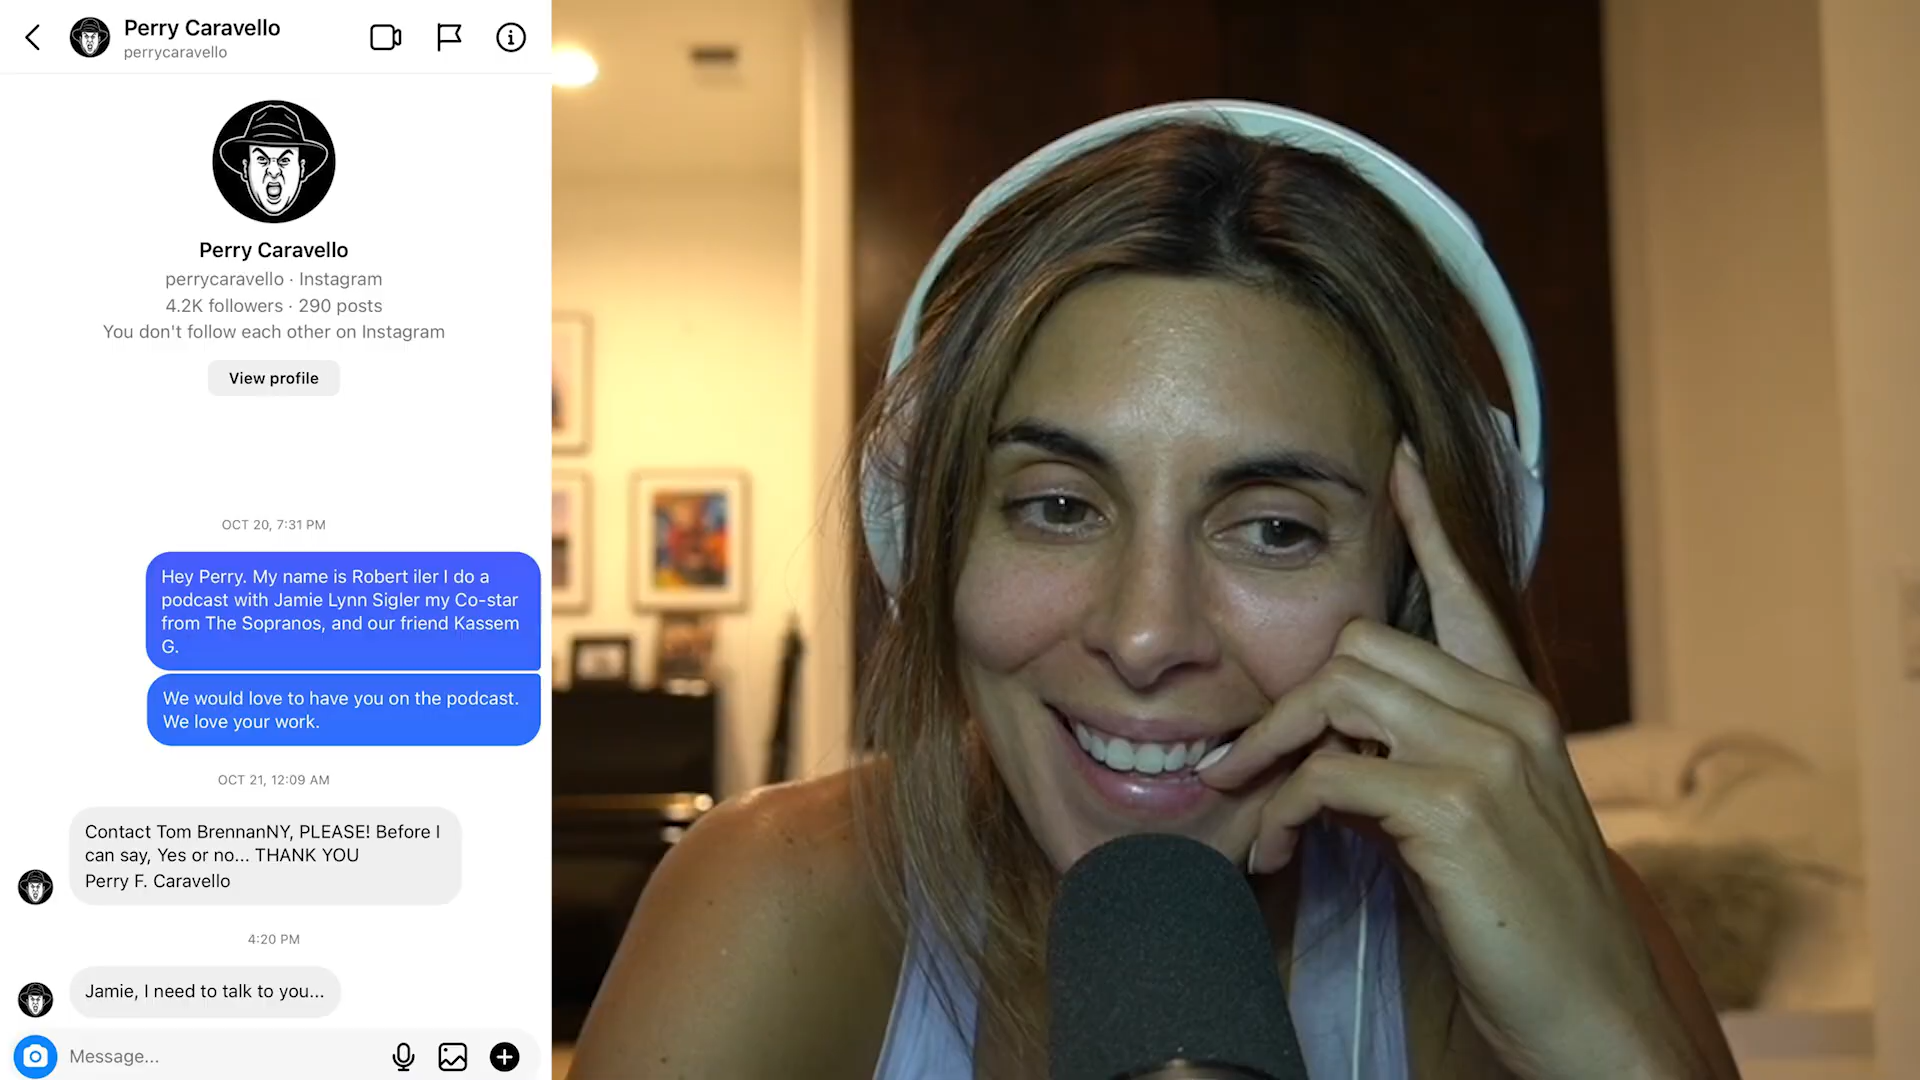 Perry Caravello
perrycaravello
Perry Caravello
perrycaravello · Instagram
4.2K followers · 290 posts
You don't follow each other on Instagram
View profile
OCT 20, 7:31 PM
Hey Perry. My name is Robert iler I do a
podcast with Jamie Lynn Sigler my Co-star
from The Sopranos, and our friend Kassem
G.
We would love to have you on the podcast.
We love your work.
OCT 21, 12:09 AM
Contact Tom BrennanNY, PLEASE! Before I
can say, Yes or no... THANK YOU
Perry F. Caravello
4:20 PM
Jamie, I need to talk to you...
Message...